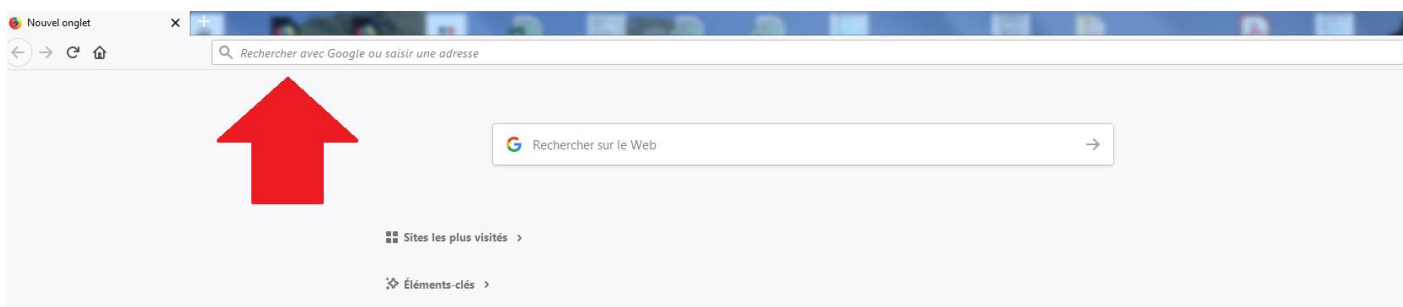 Nouvel onglet
Rechercher avec Google ou saisir une adresse
Rechercher sur le Web
Sites les plus visités
Éléments-clés